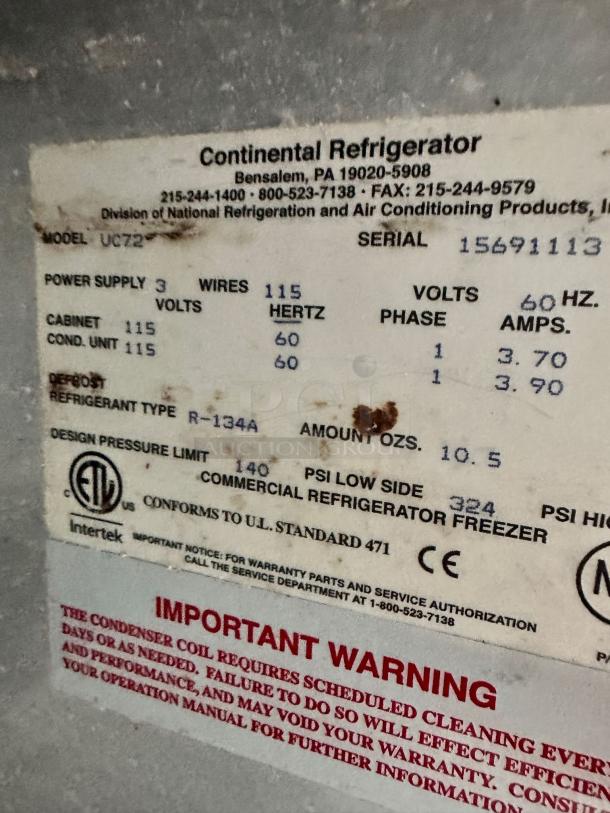 Continental Refrigerator
Bensalem, PA 19020-5908
215-244-1400 · 800-523-7138 · FAX: 215-244-9579
Division of National Refrigeration and Air Conditioning Products,
MODEL UC72 SERIAL 15691113
POWER SUPPLY 3 WIRES 115 VOLTS 60 HZ.
VOLTS HERTZ PHASE AMPS.
CABINET 115 60 1 3.70
COND. UNIT 115 60 1 3.90
DEFROST
REFRIGERANT TYPE R-134A AMOUNT OZS. 10.5
DESIGN PRESSURE LIMIT 140 PSI LOW SIDE 324 PSI
COMMERCIAL REFRIGERATOR FREEZER
C ETL US
Intertek
CONFORMS TO U.L. STANDARD 471
CE
IMPORTANT NOTICE: FOR WARRANTY PARTS AND SERVICE AUTHORIZATION
CALL THE SERVICE DEPARTMENT AT 1-800-523-7138
IMPORTANT WARNING
THE CONDENSER COIL REQUIRES SCHEDULED CLEANING EVERY
DAYS OR AS NEEDED. FAILURE TO DO SO WILL EFFECT
AND PERFORMANCE, AND MAY VOID YOUR WARRANTY.
YOUR OPERATION MANUAL FOR FURTHER INFORMATION